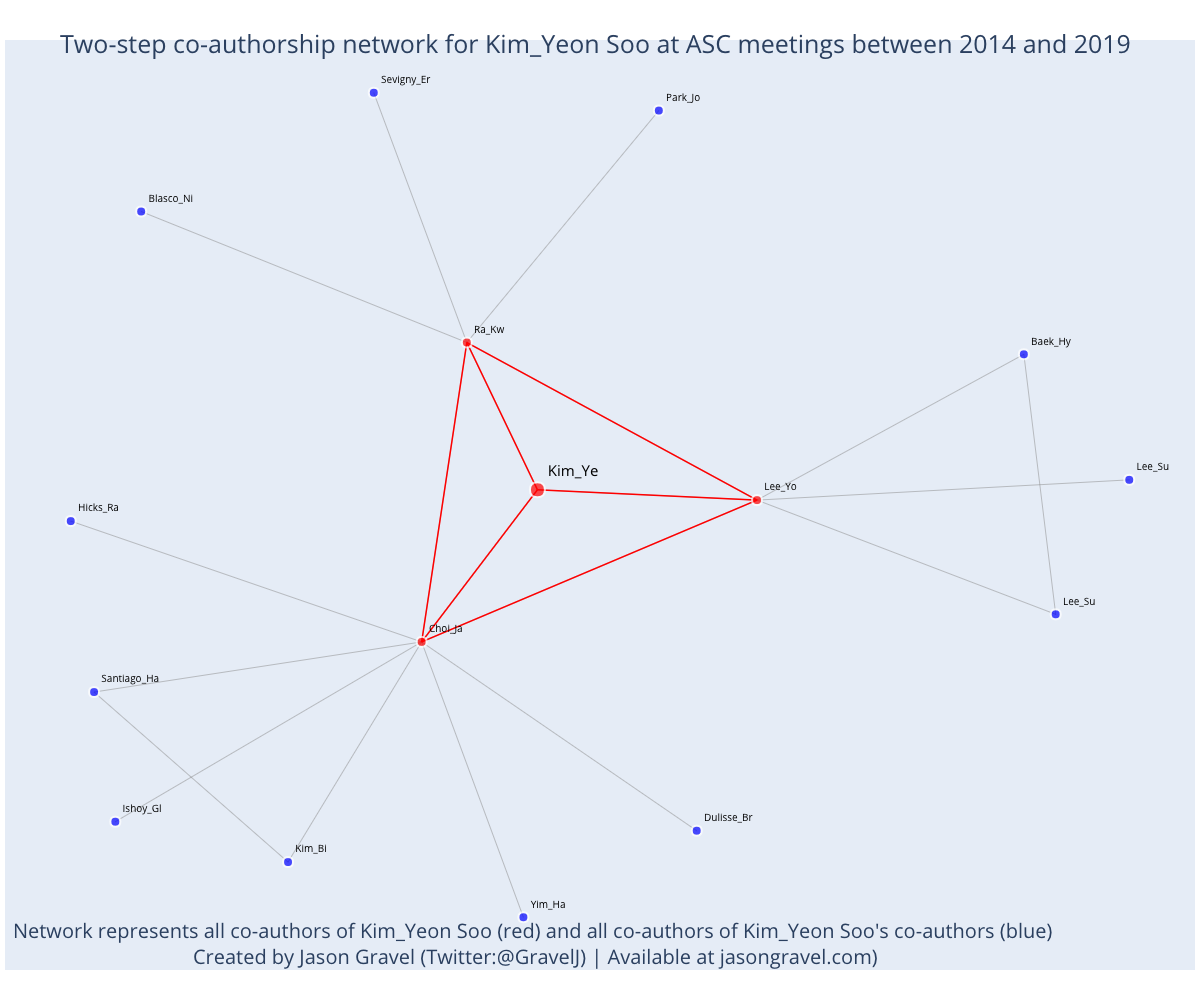 Two-step co-authorship network for Kim_Yeon Soo at ASC meetings between 2014 and 2019
Sevigny_Er
Park_Jo
Blasco_Ni
Ra_Kw
Baek_Hy
Kim_Ye
Lee_Su
Lee_Yo
Hicks_Ra
Lee_Su
Choi_Ja
Santiago_Ha
Ishoy_Gl
Dulisse_Br
Kim_Bi
Yim_Ha
Network represents all co-authors of Kim_Yeon Soo (red) and all co-authors of Kim_Yeon Soo's co-authors (blue)
Created by Jason Gravel (Twitter:@GravelJ) | Available at jasongravel.com)